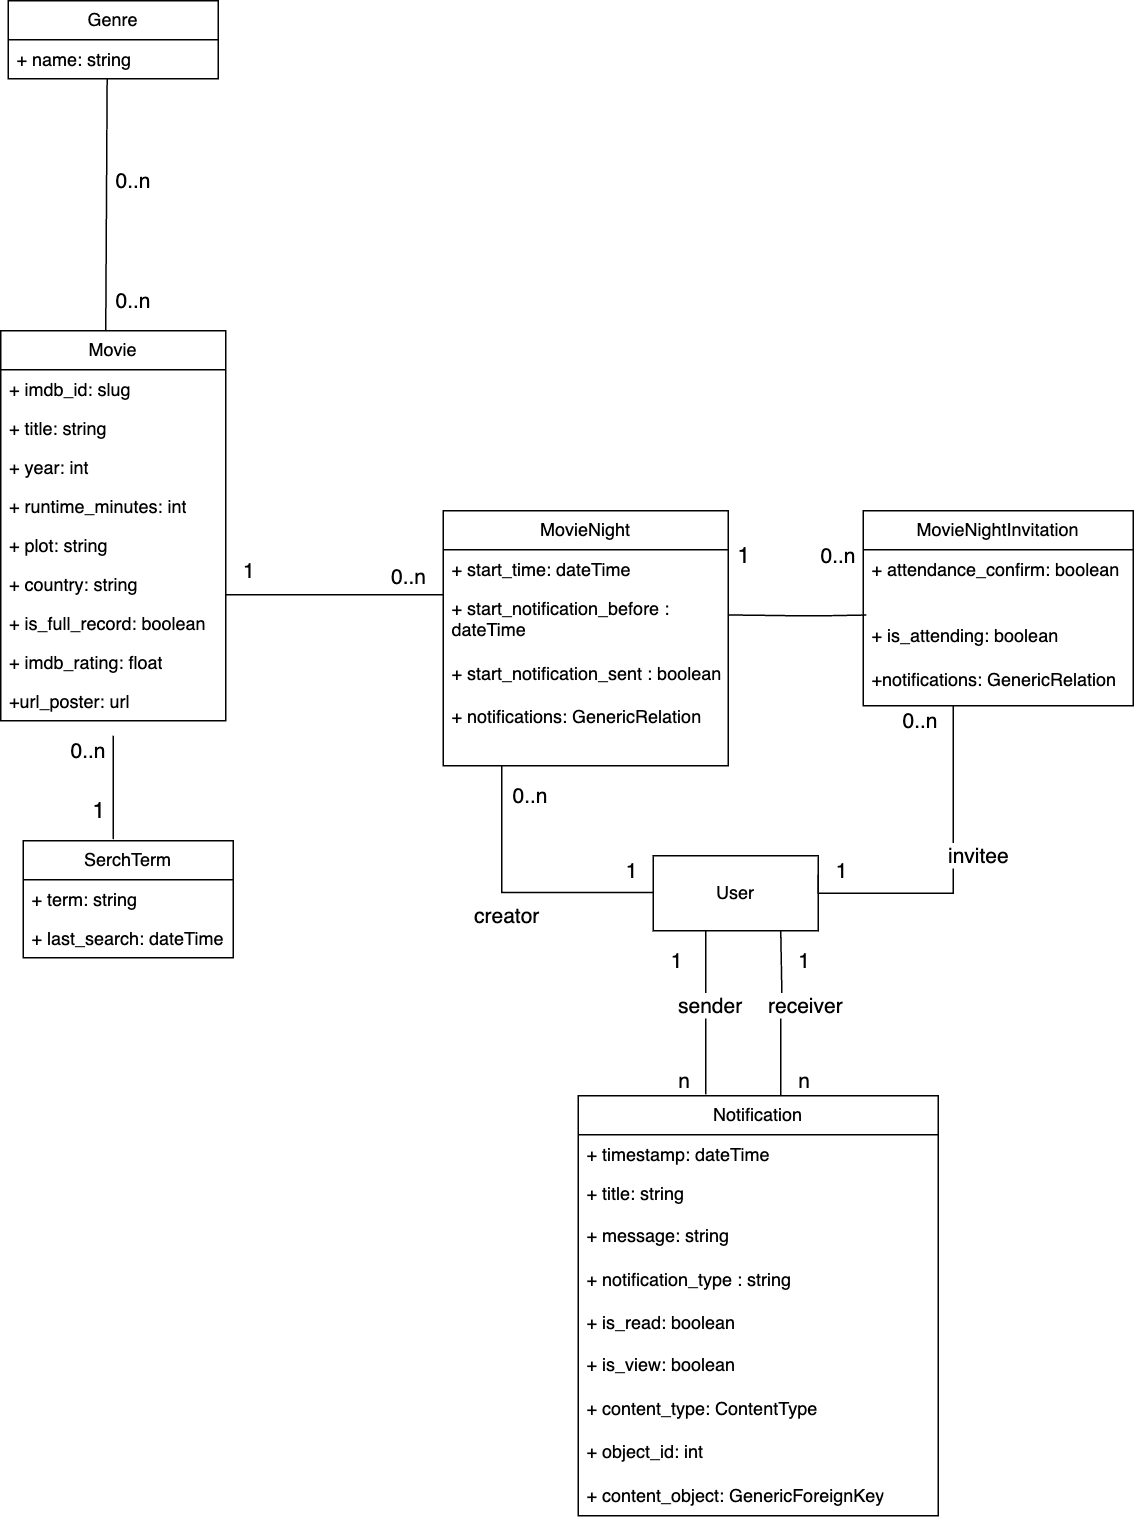 Genre
+ name: string
0..n
0..n
Movie
+ imdb_id: slug
+ title: string
+ year: int
+ runtime_minutes: int
+ plot: string
+ country: string
+ is_full_record: boolean
+ imdb_rating: float
+url_poster: url
1
0..n
MovieNight
+ start_time: dateTime
+ start_notification_before :
dateTime
+ start_notification_sent : boolean
+ notifications: GenericRelation
1
0..n
MovieNightInvitation
+ attendance_confirm: boolean
+ is_attending: boolean
+notifications: GenericRelation
0..n
1
SerchTerm
+ term: string
+ last_search: dateTime
0..n
1
creator
User
0..n
1
invitee
1
1
sender
receiver
n
n
Notification
+ timestamp: dateTime
+ title: string
+ message: string
+ notification_type : string
+ is_read: boolean
+ is_view: boolean
+ content_type: ContentType
+ object_id: int
+ content_object: GenericForeignKey